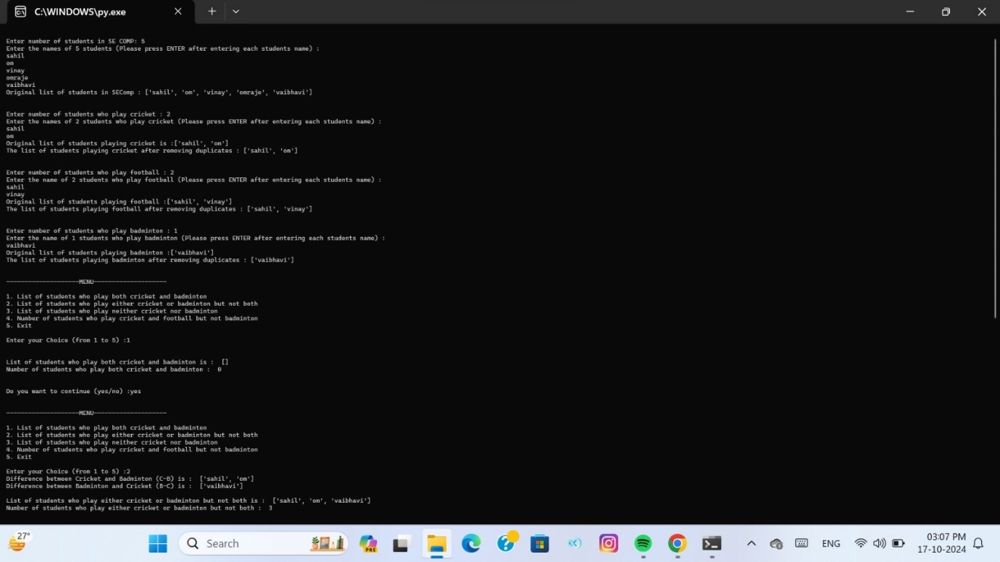 C:\WINDOWS\py.exe
Enter number of students in SE COMP: 5
Enter the names of 5 students (Please press ENTER after entering each students name) :
sahil
om
vinay
omraje
vaibhavi
Original list of students in SEComp : ['sahil', 'om', 'vinay', 'omraje', 'vaibhavi']
Enter number of students who play cricket : 2
Enter the names of 2 students who play cricket (Please press ENTER after entering each students name) :
sahil
om
Original list of students playing cricket is :['sahil', 'om']
The list of students playing cricket after removing duplicates : ['sahil', 'om']
Enter number of students who play football : 2
Enter the name of 2 students who play football (Please press ENTER after entering each students name) :
sahil
vinay
Original list of students playing football :['sahil', 'vinay']
The list of students playing football after removing duplicates : ['sahil', 'vinay']
Enter number of students who play badminton : 1
Enter the name of 1 students who play badminton (Please press ENTER after entering each students name) :
vaibhavi
Original list of students playing badminton :['vaibhavi']
The list of students playing badminton after removing duplicates : ['vaibhavi']
--------------------MENU--------------------
1. List of students who play both cricket and badminton
2. List of students who play either cricket or badminton but not both
3. List of students who play neither cricket nor badminton
4. Number of students who play cricket and football but not badminton
5. Exit
Enter your Choice (from 1 to 5) :1
List of students who play both cricket and badminton is :  []
Number of students who play both cricket and badminton :  0
Do you want to continue (yes/no) :yes
--------------------MENU--------------------
1. List of students who play both cricket and badminton
2. List of students who play either cricket or badminton but not both
3. List of students who play neither cricket nor badminton
4. Number of students who play cricket and football but not badminton
5. Exit
Enter your Choice (from 1 to 5) :2
Difference between Cricket and Badminton (C-B) is :  ['sahil', 'om']
Difference between Badminton and Cricket (B-C) is :  ['vaibhavi']
List of students who play either cricket or badminton but not both is :  ['sahil', 'om', 'vaibhavi']
Number of students who play either cricket or badminton but not both :  3
27°
Search
PRE
ENG
03:07 PM
17-10-2024